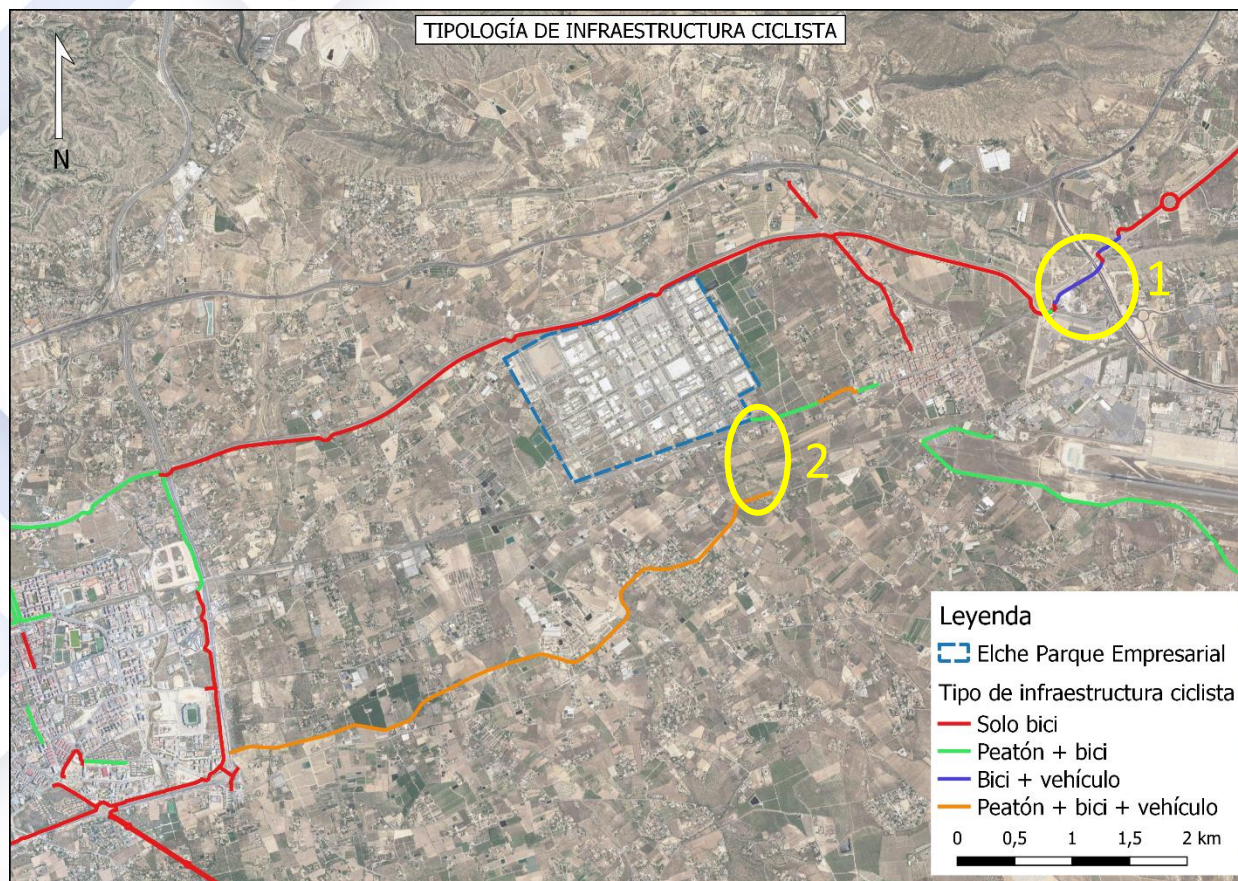 TIPOLOGÍA DE INFRAESTRUCTURA CICLISTA
N
1
2
Leyenda
Elche Parque Empresarial
Tipo de infraestructura ciclista
Solo bici
Peatón + bici
Bici + vehículo
Peatón + bici + vehículo
0 0,5 1 1,5 2 km